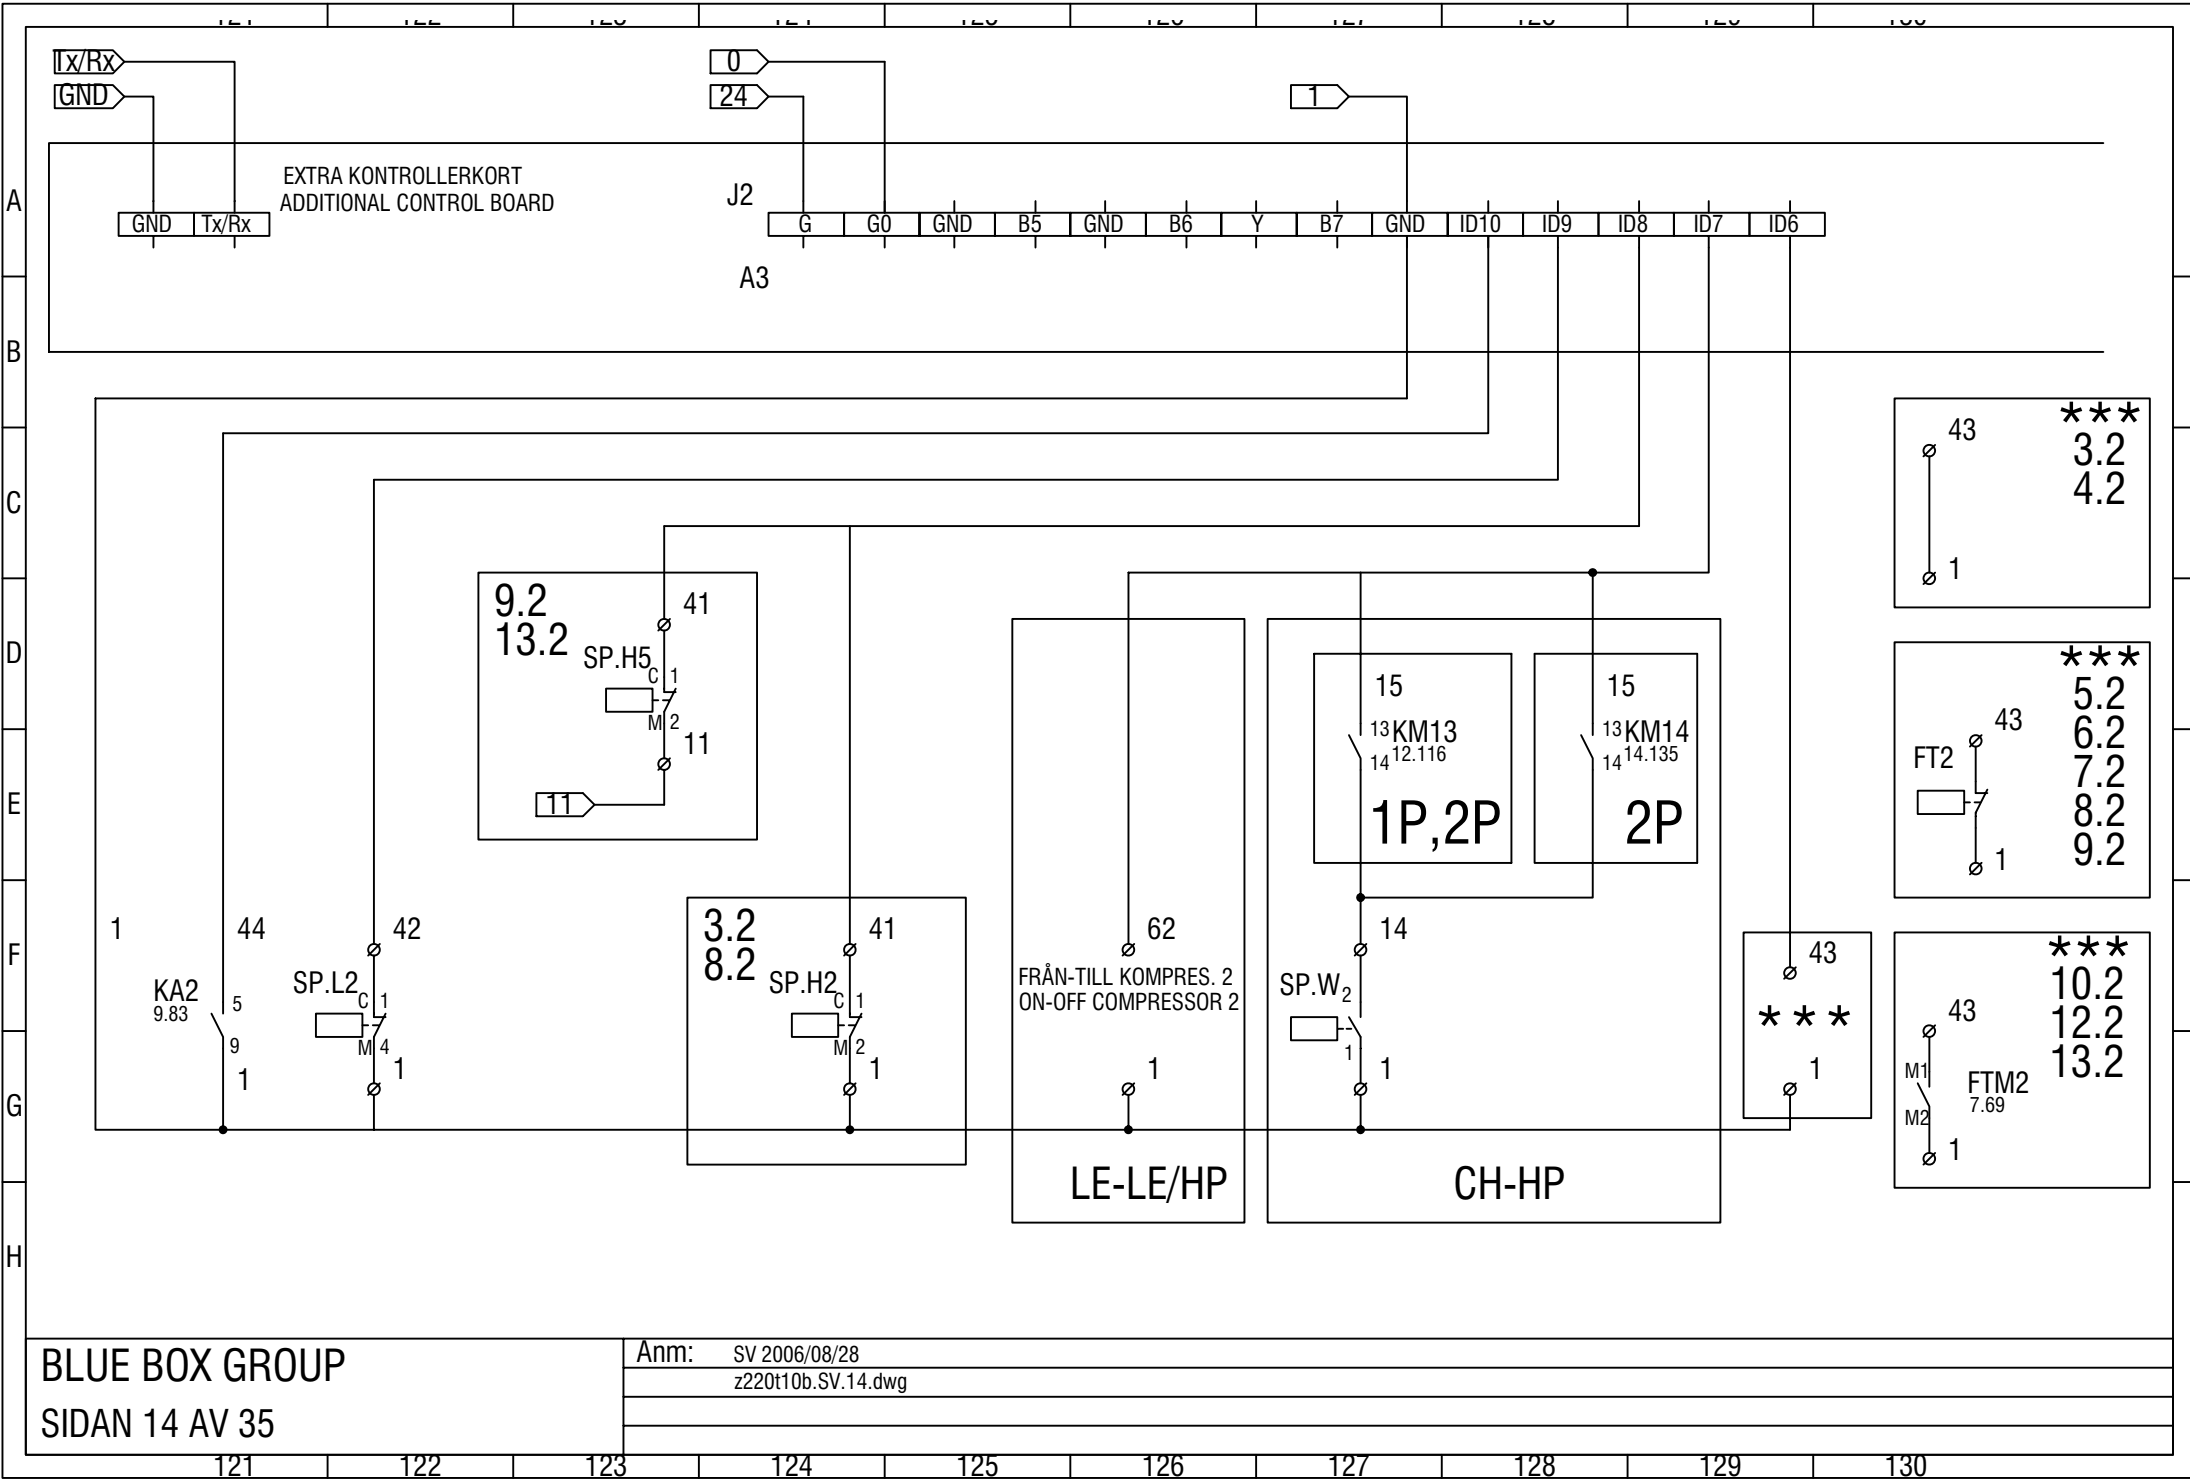 Tx/Rx
GND
0
24
1
EXTRA KONTROLLERKORT
ADDITIONAL CONTROL BOARD
J2
GND Tx/Rx
G G0 GND B5 GND B6 Y B7 GND ID10 ID9 ID8 ID7 ID6
A3
A
B
C
D
E
F
G
H
9.2
13.2
41
SP.H5
C 1
M 2
11
11
15
13 KM13
14 12.116
1P,2P
15
13 KM14
14 14.135
2P
1
44
KA2
9.83
5
9
1
42
SP.L2
C 1
M 4
1
3.2
8.2
41
SP.H2
C 1
M 2
1
62
FRÅN-TILL KOMPRES. 2
ON-OFF COMPRESSOR 2
1
LE-LE/HP
14
SP.W2
1
1
CH-HP
43
***
1
43
***
3.2
4.2
1
***
5.2
6.2
7.2
8.2
9.2
43
FT2
1
***
10.2
12.2
13.2
43
M1
M2
FTM2
7.69
1
BLUE BOX GROUP
SIDAN 14 AV 35
Anm: SV 2006/08/28
z220t10b.SV.14.dwg
121 122 123 124 125 126 127 128 129 130